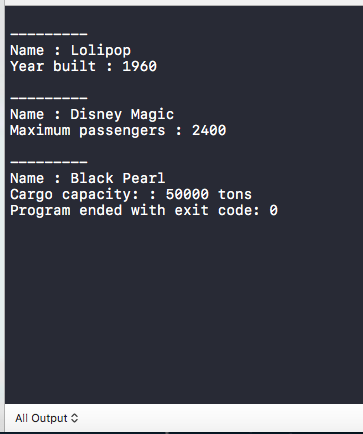 ---------
Name : Lolipop
Year built : 1960
---------
Name : Disney Magic
Maximum passengers : 2400
---------
Name : Black Pearl
Cargo capacity: : 50000 tons
Program ended with exit code: 0
All Output